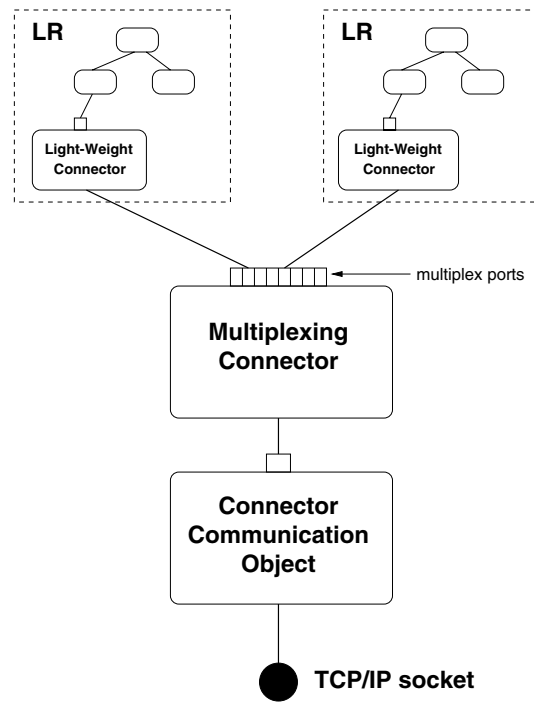 LR
LR
Light-Weight
Connector
Light-Weight
Connector
multiplex ports
Multiplexing
Connector
Connector
Communication
Object
TCP/IP socket